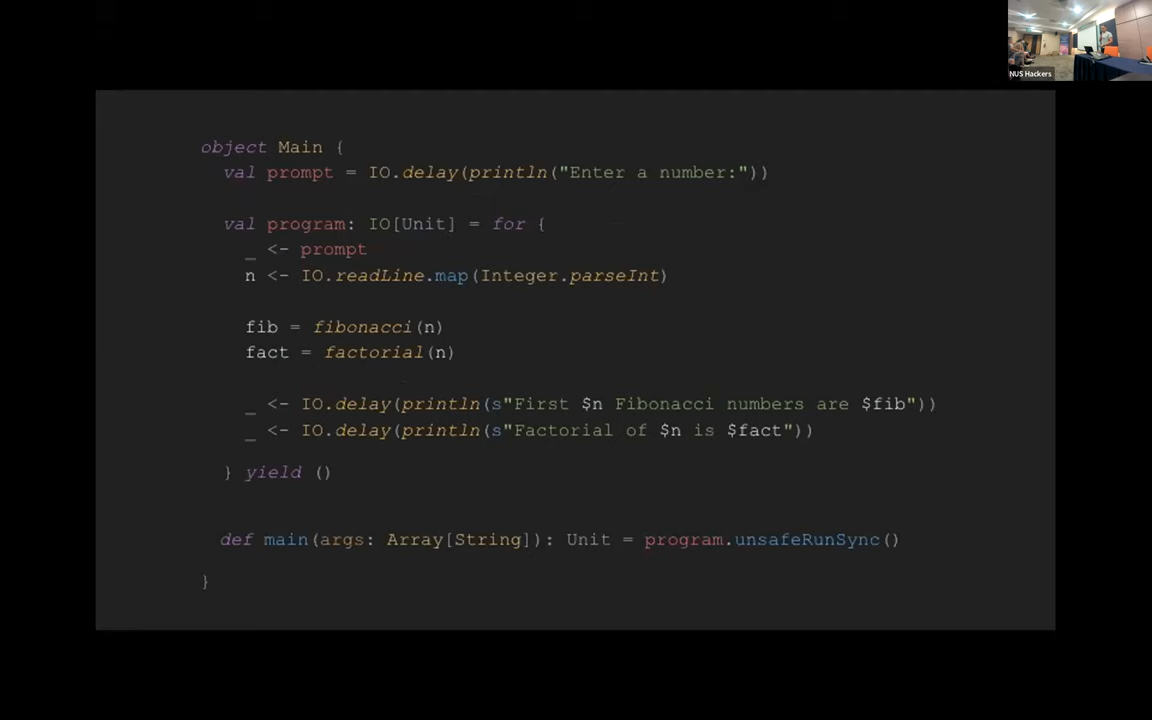 NUS Hackers
object Main {
val prompt = IO.delay(println("Enter a number:"))
val program: IO[Unit] = for {
_ <- prompt
n <- IO.readLine.map(Integer.parseInt)
fib = fibonacci(n)
fact = factorial(n)
_ <- IO.delay(println(s"First $n Fibonacci numbers are $fib"))
_ <- IO.delay(println(s"Factorial of $n is $fact"))
} yield ()
def main(args: Array[String]): Unit = program.unsafeRunSync()
}